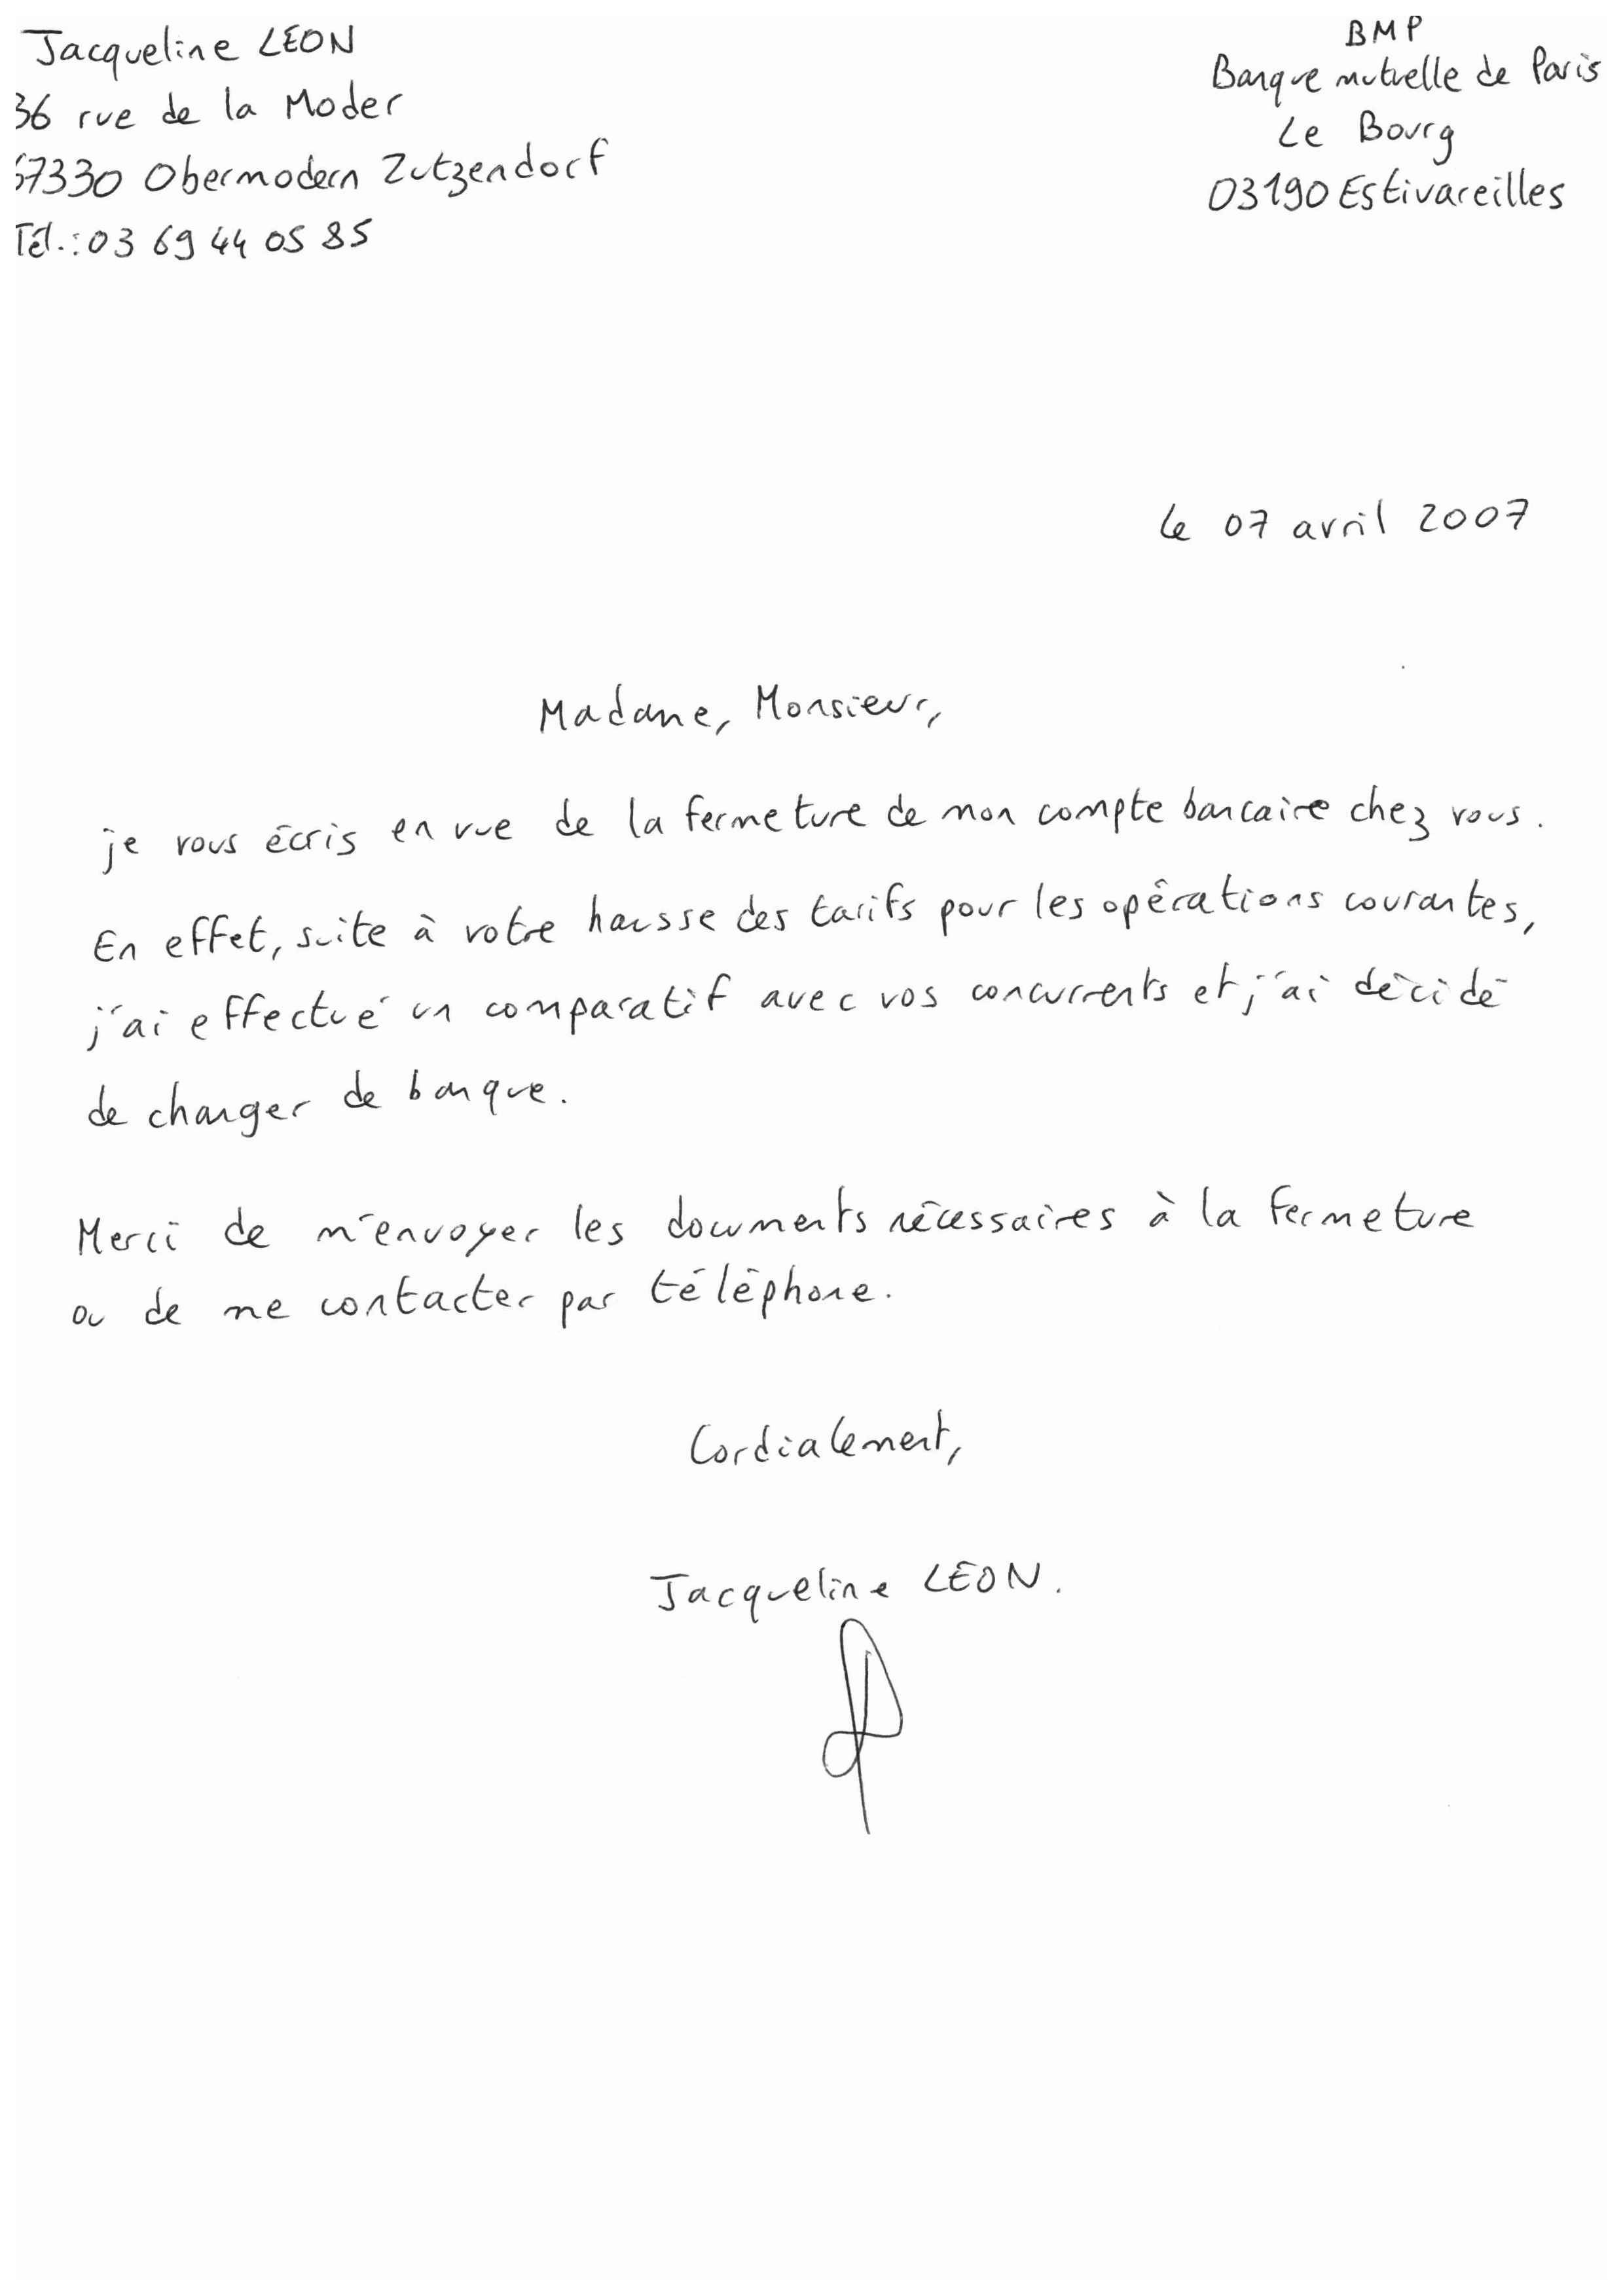 Jacqueline LÉON
36 rue de la Moder
67330 Obermodern Zutzendorf
Tél.: 03 69 44 05 85
BMP
Banque mutuelle de Paris
Le Bourg
03190 Estivareilles
le 07 avril 2007
Madame, Monsieur,
je vous écris en vue de la fermeture de mon compte bancaire chez vous.
En effet, suite à votre hausse des tarifs pour les opérations courantes,
j'ai effectué un comparatif avec vos concurrents et j'ai décidé
de changer de banque.
Merci de m'envoyer les documents nécessaires à la fermeture
ou de me contacter par téléphone.
Cordialement,
Jacqueline LÉON.